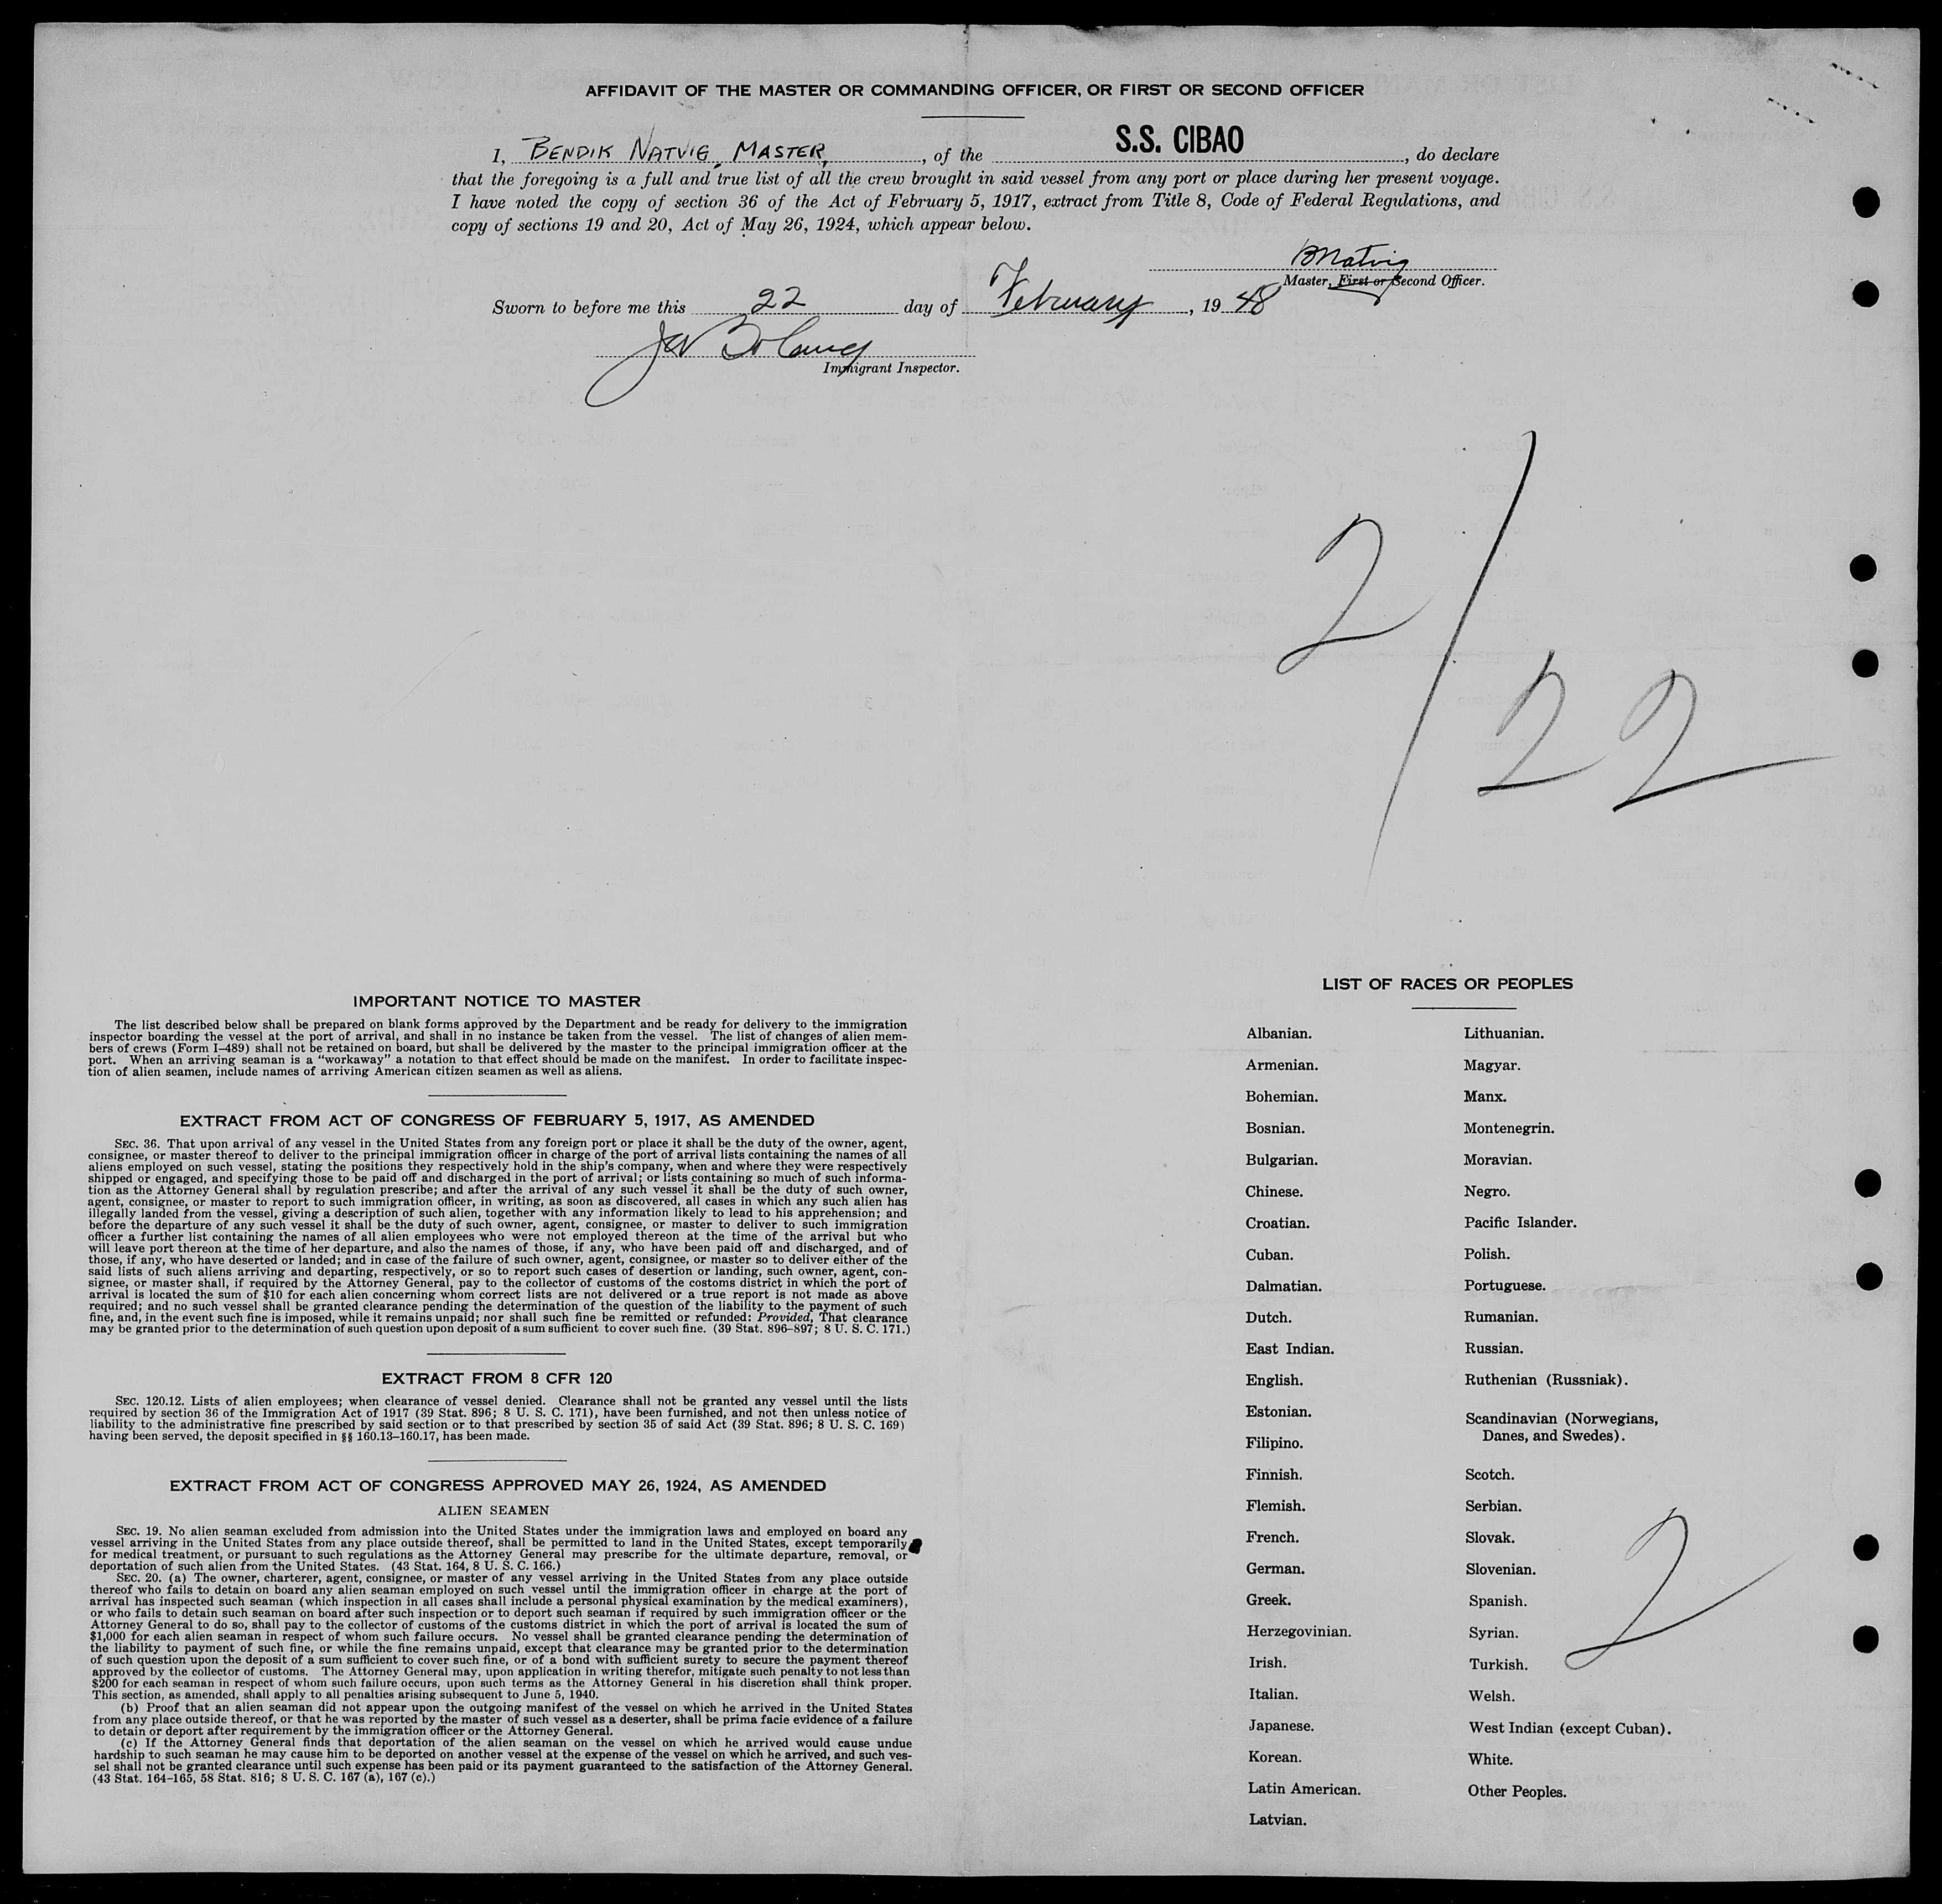 AFFIDAVIT OF THE MASTER OR COMMANDING OFFICER, OR FIRST OR SECOND OFFICER
I, BENDIK NATVIG, MASTER, of the S.S. CIBAO, do declare
that the foregoing is a full and true list of all the crew brought in said vessel from any port or place during her present voyage.
I have noted the copy of section 36 of the Act of February 5, 1917, extract from Title 8, Code of Federal Regulations, and
copy of sections 19 and 20, Act of May 26, 1924, which appear below.
BNatvig
Master, First or Second Officer.
Sworn to before me this 22 day of February, 19 48
Immigrant Inspector.
2/22
IMPORTANT NOTICE TO MASTER
The list described below shall be prepared on blank forms approved by the Department and be ready for delivery to the immigration
inspector boarding the vessel at the port of arrival, and shall in no instance be taken from the vessel. The list of changes of alien mem-
bers of crews (Form I-489) shall not be retained on board, but shall be delivered by the master to the principal immigration officer at the
port. When an arriving seaman is a "workaway" a notation to that effect should be made on the manifest. In order to facilitate inspec-
tion of alien seamen, include names of arriving American citizen seamen as well as aliens.
EXTRACT FROM ACT OF CONGRESS OF FEBRUARY 5, 1917, AS AMENDED
SEC. 36. That upon arrival of any vessel in the United States from any foreign port or place it shall be the duty of the owner, agent,
consignee, or master thereof to deliver to the principal immigration officer in charge of the port of arrival lists containing the names of all
aliens employed on such vessel, stating the positions they respectively hold in the ship's company, when and where they were respectively
shipped or engaged, and specifying those to be paid off and discharged in the port of arrival; or lists containing so much of such informa-
tion as the Attorney General shall by regulation prescribe; and after the arrival of any such vessel it shall be the duty of such owner,
agent, consignee, or master to report to such immigration officer, in writing, as soon as discovered, all cases in which any such alien has
illegally landed from the vessel, giving a description of such alien, together with any information likely to lead to his apprehension; and
before the departure of any such vessel it shall be the duty of such owner, agent, consignee, or master to deliver to such immigration
officer a further list containing the names of all alien employees who were not employed thereon at the time of the arrival but who
will leave port thereon at the time of her departure, and also the names of those, if any, who have been paid off and discharged, and of
those, if any, who have deserted or landed; and in case of the failure of such owner, agent, consignee, or master so to deliver either of the
said lists of such aliens arriving and departing, respectively, or so to report such cases of desertion or landing, such owner, agent, con-
signee, or master shall, if required by the Attorney General, pay to the collector of customs of the costoms district in which the port of
arrival is located the sum of $10 for each alien concerning whom correct lists are not delivered or a true report is not made as above
required; and no such vessel shall be granted clearance pending the determination of the question of the liability to the payment of such
fine, and, in the event such fine is imposed, while it remains unpaid; nor shall such fine be remitted or refunded: Provided, That clearance
may be granted prior to the determination of such question upon deposit of a sum sufficient to cover such fine. (39 Stat. 896-897; 8 U. S. C. 171.)
EXTRACT FROM 8 CFR 120
SEC. 120.12. Lists of alien employees; when clearance of vessel denied. Clearance shall not be granted any vessel until the lists
required by section 36 of the Immigration Act of 1917 (39 Stat. 896; 8 U. S. C. 171), have been furnished, and not then unless notice of
liability to the administrative fine prescribed by said section or to that prescribed by section 35 of said Act (39 Stat. 896; 8 U. S. C. 169)
having been served, the deposit specified in §§ 160.13-160.17, has been made.
EXTRACT FROM ACT OF CONGRESS APPROVED MAY 26, 1924, AS AMENDED
ALIEN SEAMEN
SEC. 19. No alien seaman excluded from admission into the United States under the immigration laws and employed on board any
vessel arriving in the United States from any place outside thereof, shall be permitted to land in the United States, except temporarily
for medical treatment, or pursuant to such regulations as the Attorney General may prescribe for the ultimate departure, removal, or
deportation of such alien from the United States. (43 Stat. 164, 8 U. S. C. 166.)
SEC. 20. (a) The owner, charterer, agent, consignee, or master of any vessel arriving in the United States from any place outside
thereof who fails to detain on board any alien seaman employed on such vessel until the immigration officer in charge at the port of
arrival has inspected such seaman (which inspection in all cases shall include a personal physical examination by the medical examiners),
or who fails to detain such seaman on board after such inspection or to deport such seaman if required by such immigration officer or the
Attorney General to do so, shall pay to the collector of customs of the customs district in which the port of arrival is located the sum of
$1,000 for each alien seaman in respect of whom such failure occurs. No vessel shall be granted clearance pending the determination of
the liability to payment of such fine, or while the fine remains unpaid, except that clearance may be granted prior to the determination
of such question upon the deposit of a sum sufficient to cover such fine, or of a bond with sufficient surety to secure the payment thereof
approved by the collector of customs. The Attorney General may, upon application in writing therefor, mitigate such penalty to not less than
$200 for each seaman in respect of whom such failure occurs, upon such terms as the Attorney General in his discretion shall think proper.
This section, as amended, shall apply to all penalties arising subsequent to June 5, 1940.
(b) Proof that an alien seaman did not appear upon the outgoing manifest of the vessel on which he arrived in the United States
from any place outside thereof, or that he was reported by the master of such vessel as a deserter, shall be prima facie evidence of a failure
to detain or deport after requirement by the immigration officer or the Attorney General.
(c) If the Attorney General finds that deportation of the alien seaman on the vessel on which he arrived would cause undue
hardship to such seaman he may cause him to be deported on another vessel at the expense of the vessel on which he arrived, and such ves-
sel shall not be granted clearance until such expense has been paid or its payment guaranteed to the satisfaction of the Attorney General.
(43 Stat. 164-165, 58 Stat. 816; 8 U. S. C. 167 (a), 167 (c).)
LIST OF RACES OR PEOPLES
Albanian.
Armenian.
Bohemian.
Bosnian.
Bulgarian.
Chinese.
Croatian.
Cuban.
Dalmatian.
Dutch.
East Indian.
English.
Estonian.
Filipino.
Finnish.
Flemish.
French.
German.
Greek.
Herzegovinian.
Irish.
Italian.
Japanese.
Korean.
Latin American.
Latvian.
Lithuanian.
Magyar.
Manx.
Montenegrin.
Moravian.
Negro.
Pacific Islander.
Polish.
Portuguese.
Rumanian.
Russian.
Ruthenian (Russniak).
Scandinavian (Norwegians,
Danes, and Swedes).
Scotch.
Serbian.
Slovak.
Slovenian.
Spanish.
Syrian.
Turkish.
Welsh.
West Indian (except Cuban).
White.
Other Peoples.
2